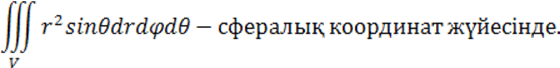 ∭_V r² sinθdrdφdθ − сфералық координат жүйесінде.